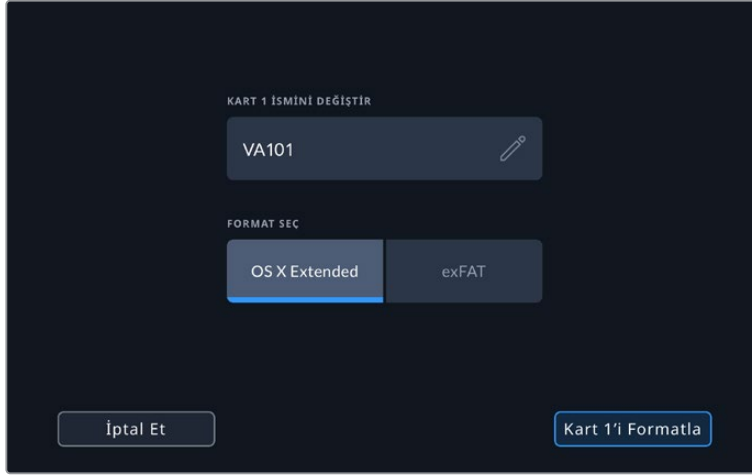 KART 1 İSMİNİ DEĞİŞTİR
VA101
FORMAT SEÇ
OS X Extended exFAT
İptal Et Kart 1’i Formatla